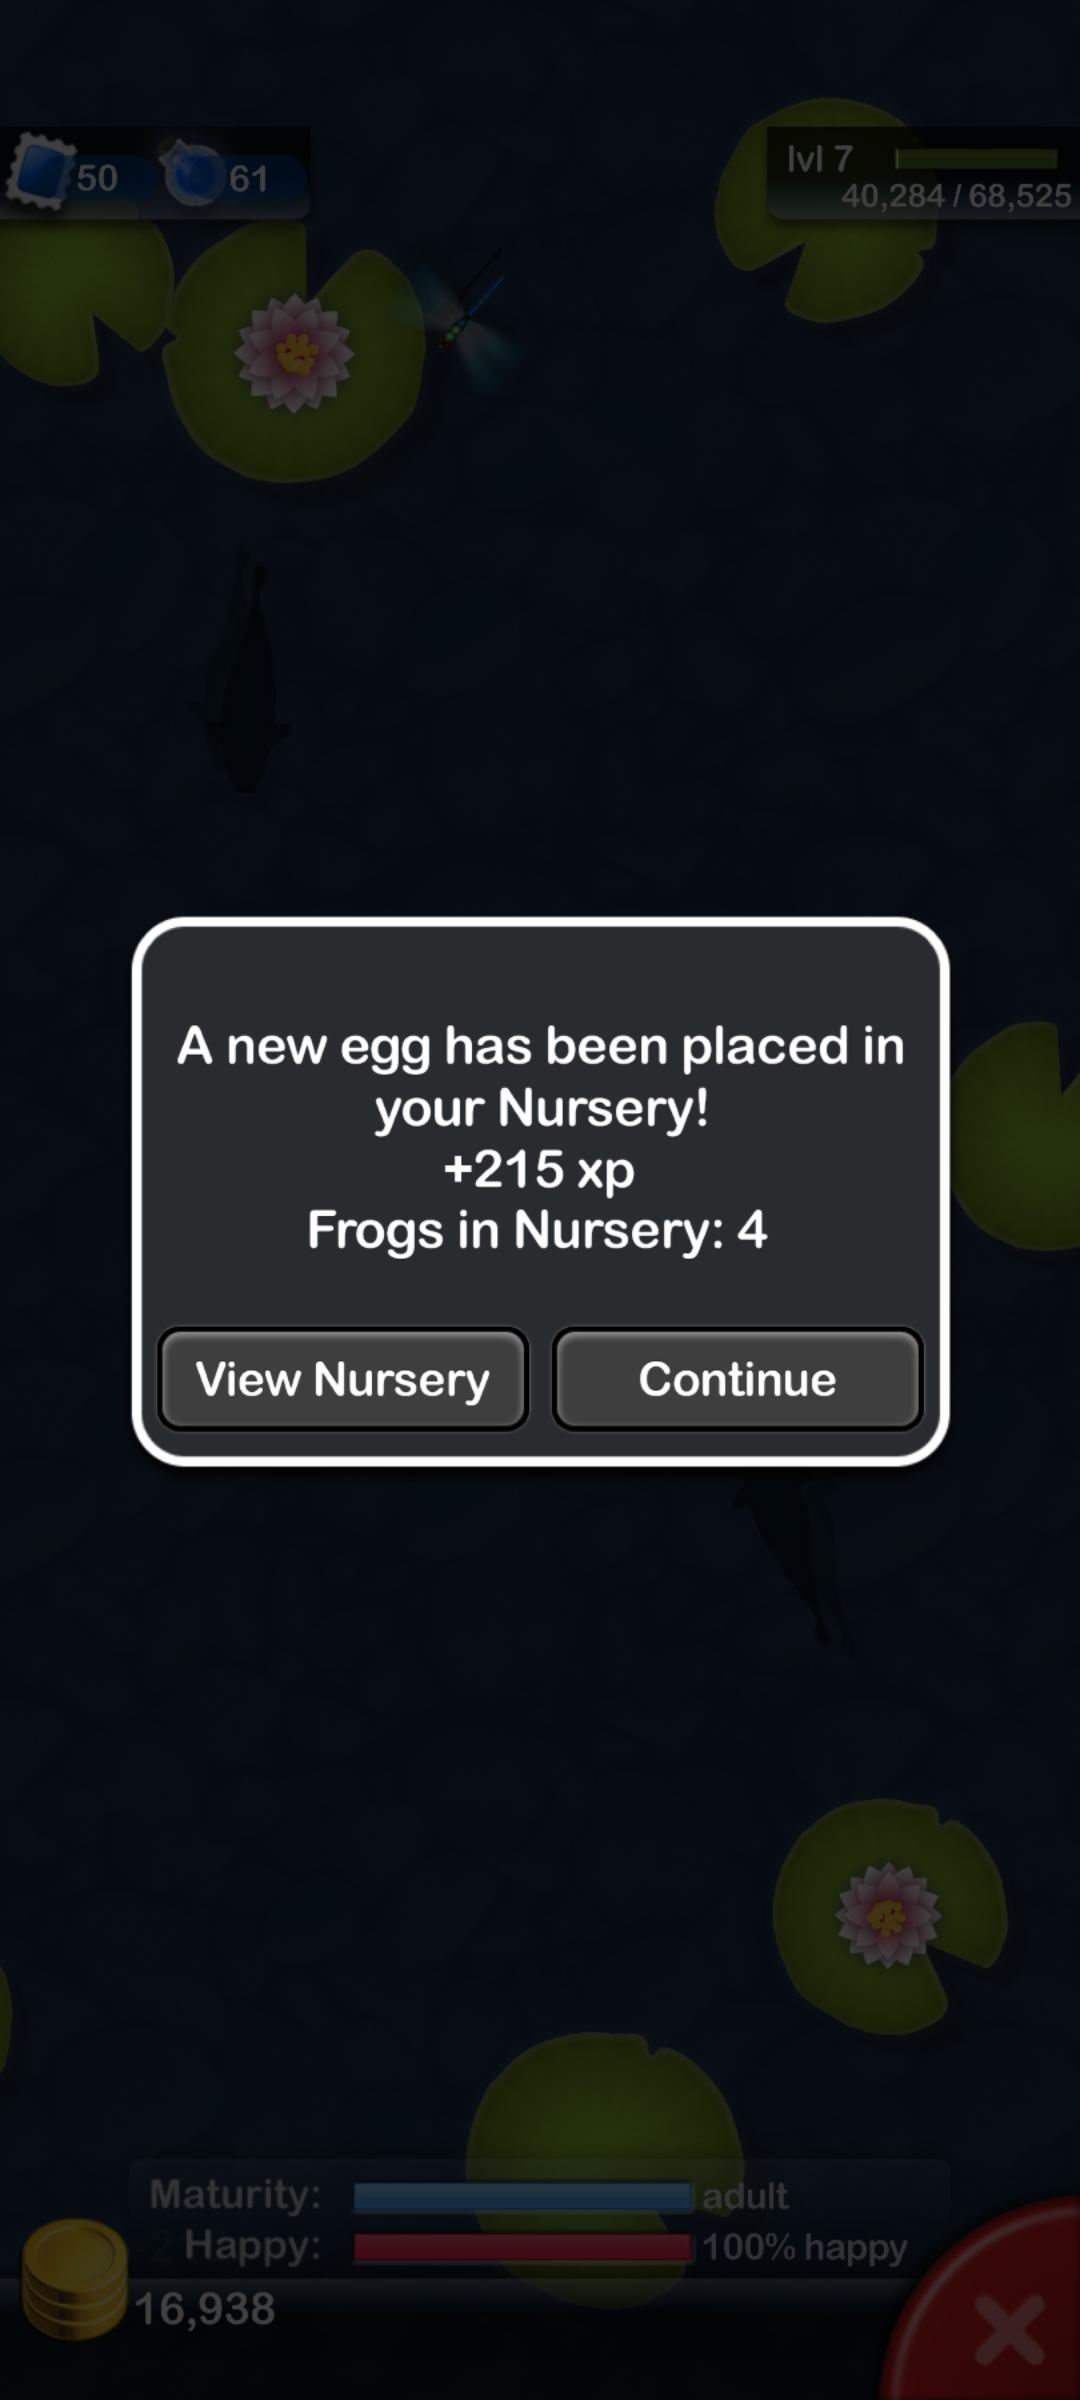 50
61
lvl 7
40,284 / 68,525
A new egg has been placed in
your Nursery!
+215 xp
Frogs in Nursery: 4
View Nursery
Continue
Maturity:
adult
Happy:
100% happy
16,938